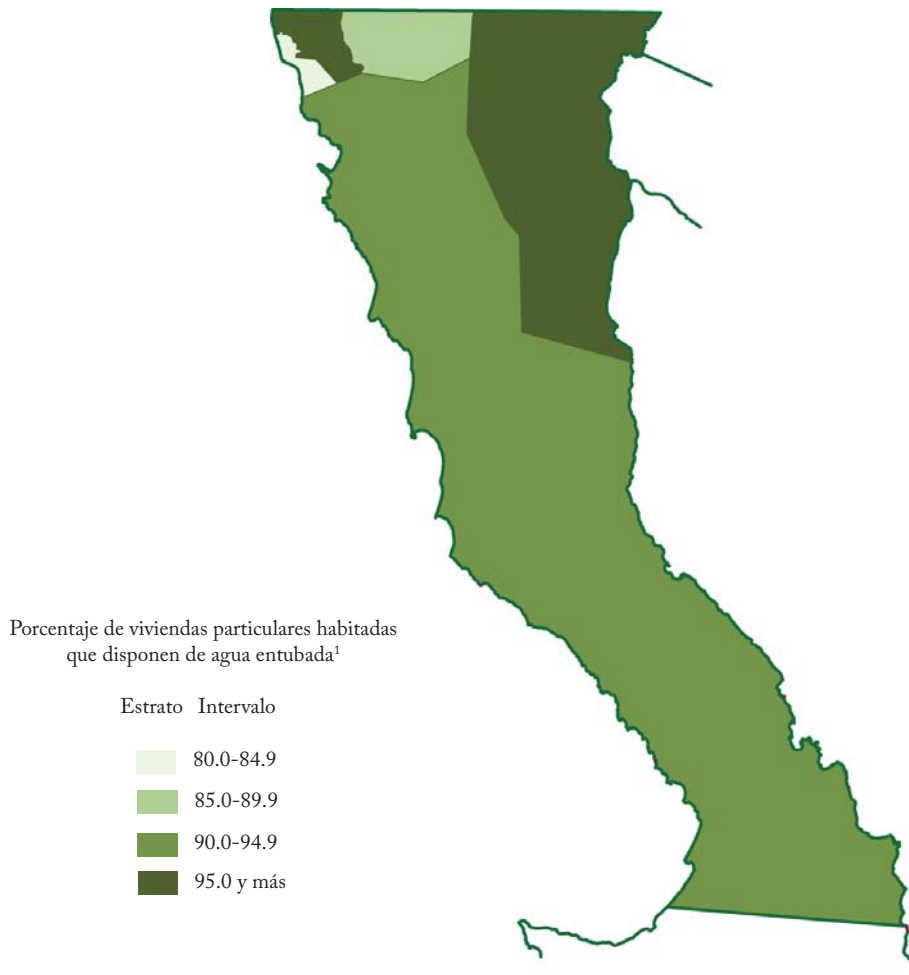 Porcentaje de viviendas particulares habitadas
que disponen de agua entubada¹
Estrato Intervalo
80.0-84.9
85.0-89.9
90.0-94.9
95.0 y más